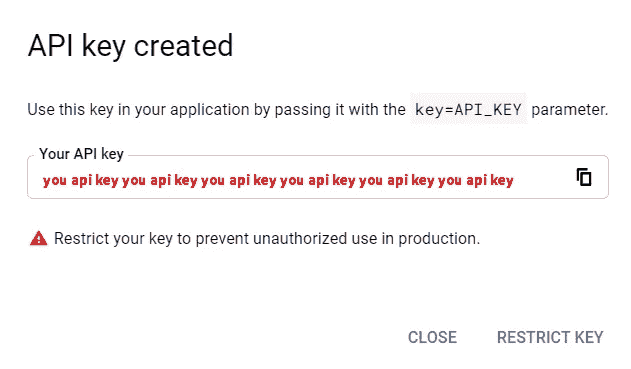 API key created
Use this key in your application by passing it with the key=API_KEY parameter.
Your API key
you api key you api key you api key you api key you api key you api key
Restrict your key to prevent unauthorized use in production.
CLOSE RESTRICT KEY